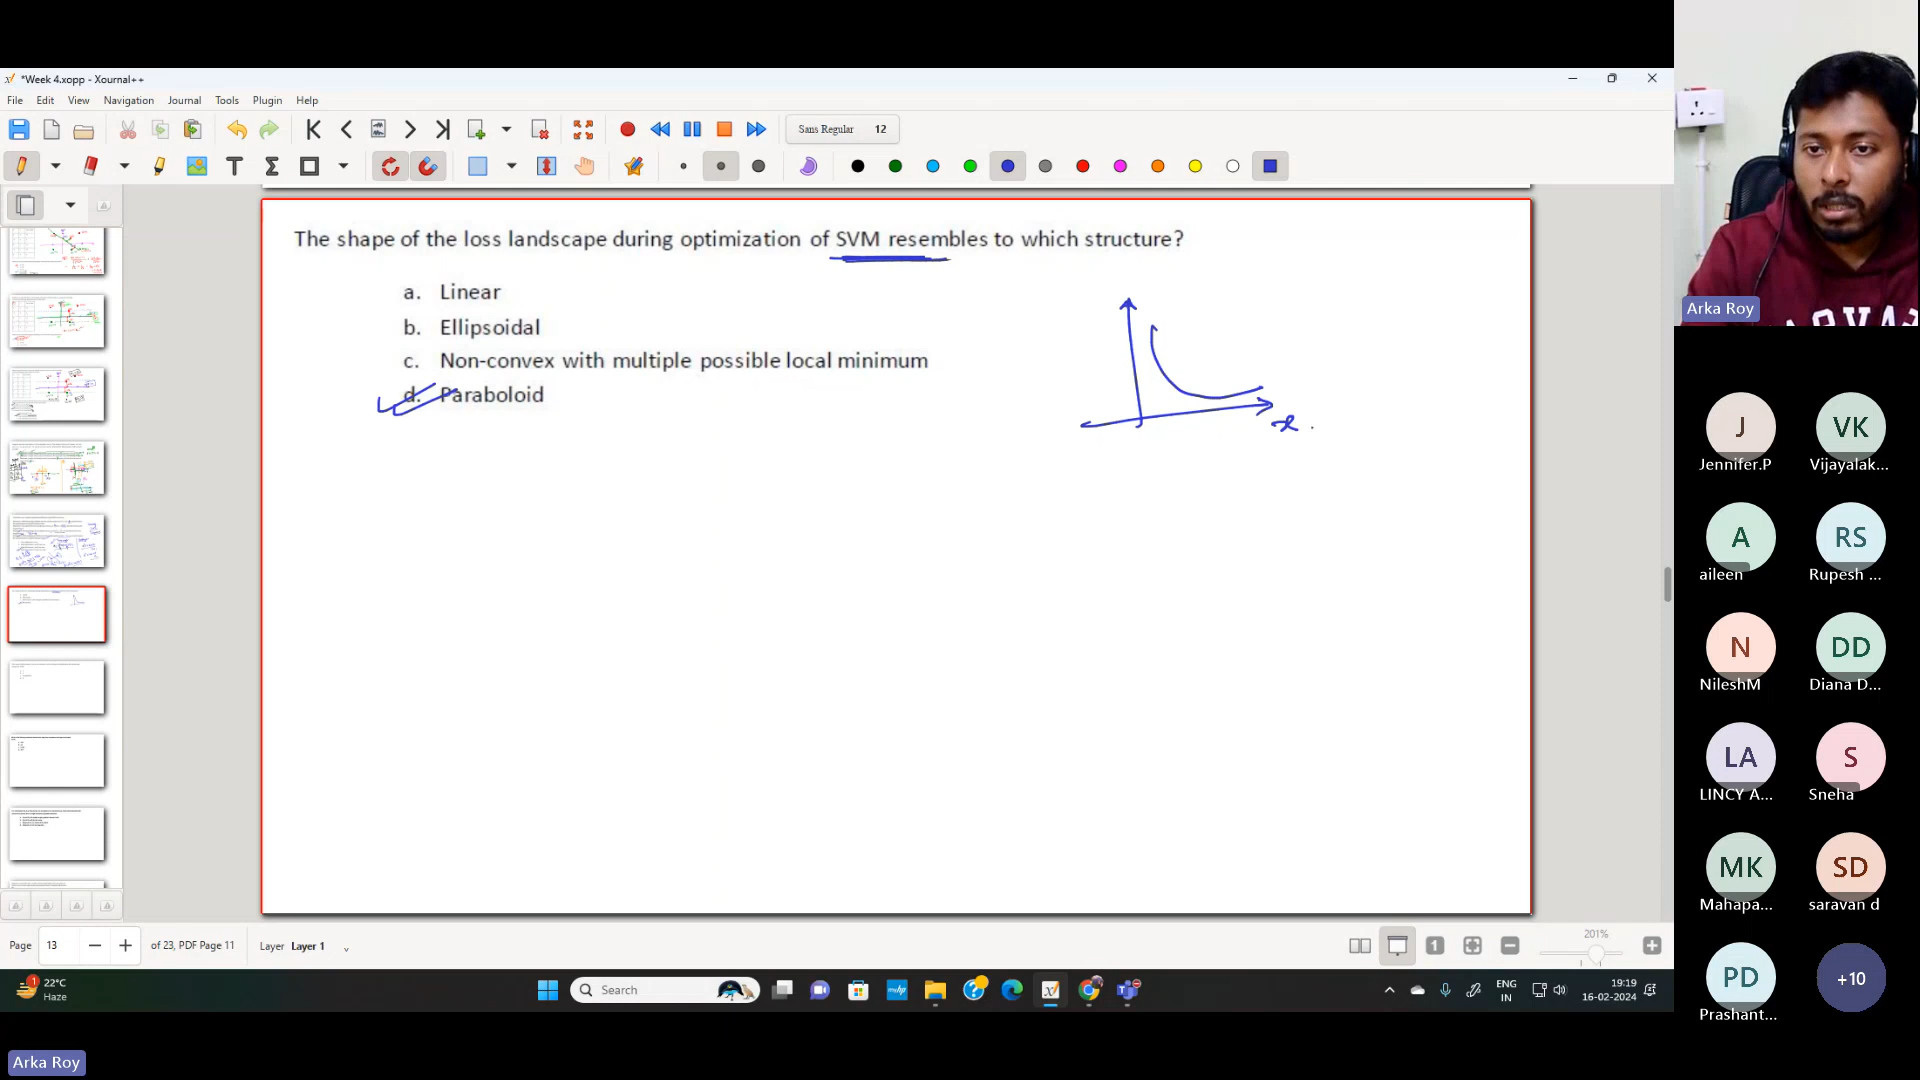 *Week 4.xopp - Xournal++
File Edit View Navigation Journal Tools Plugin Help
Sans Regular 12
The shape of the loss landscape during optimization of SVM resembles to which structure?
a. Linear
b. Ellipsoidal
c. Non-convex with multiple possible local minimum
d. Paraboloid
x
Page 13 of 23, PDF Page 11 Layer Layer 1
201%
1
22°C
Haze
Search
ENG
IN
19:19
16-02-2024
Arka Roy
Arka Roy
J
Jennifer.P
VK
Vijayalak...
A
aileen
RS
Rupesh ...
N
NileshM
DD
Diana D...
LA
LINCY A...
S
Sneha
MK
Mahapa...
SD
saravan d
PD
Prashant...
+10